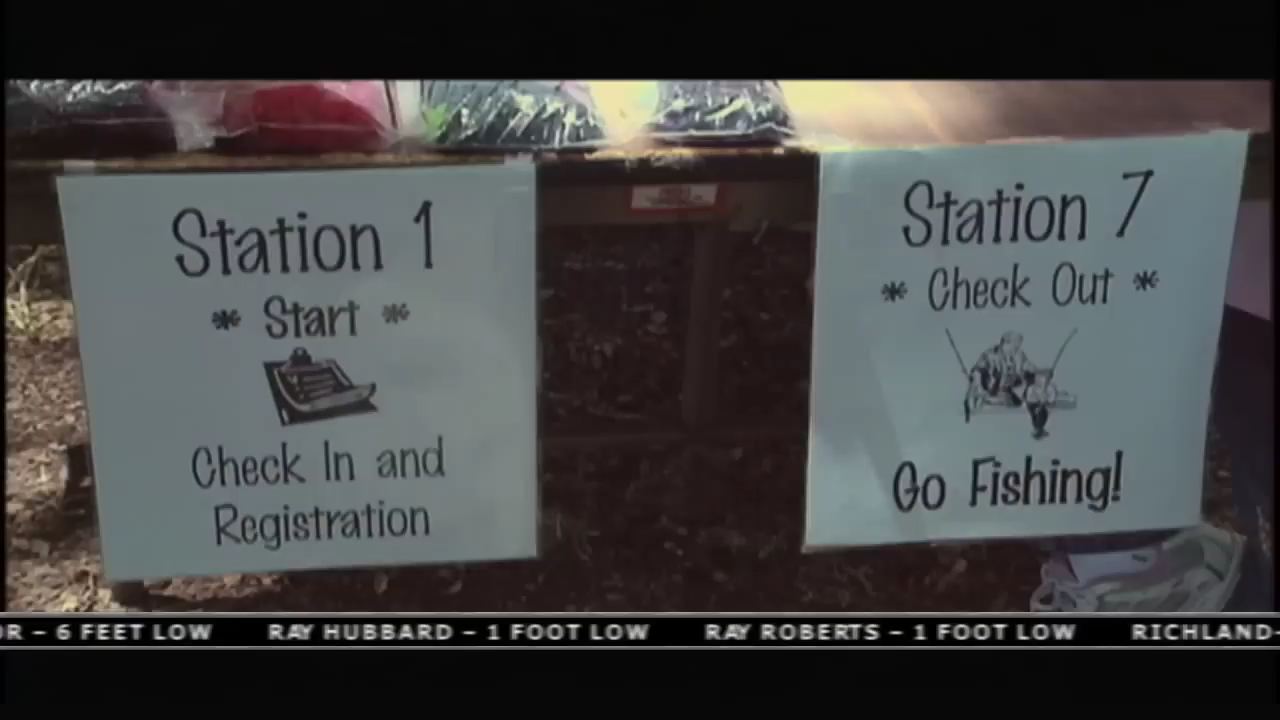 Station 1
* Start *
Check In and
Registration
Station 7
* Check Out *
Go Fishing!
OR – 6 FEET LOW RAY HUBBARD – 1 FOOT LOW RAY ROBERTS – 1 FOOT LOW RICHLAND-